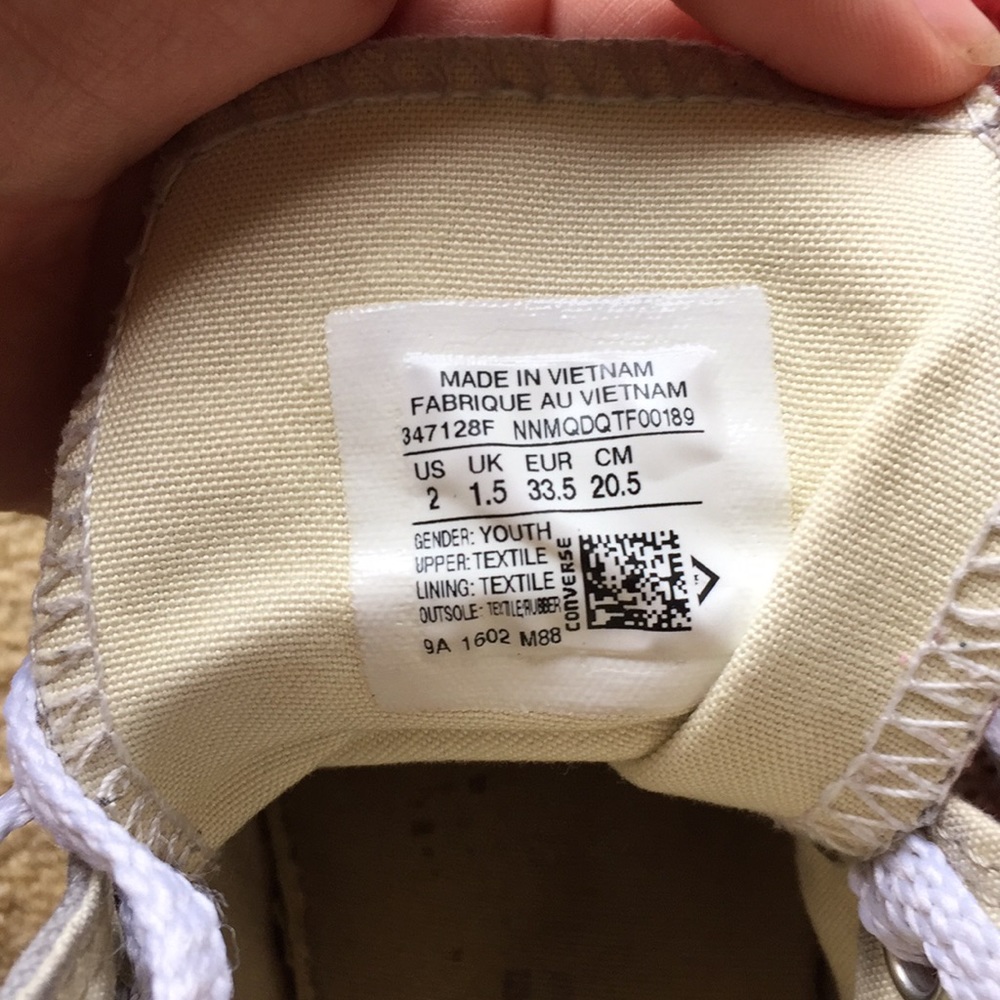 MADE IN VIETNAM
FABRIQUE AU VIETNAM
347128F NNMQDQTF00189
US UK EUR CM
2 1.5 33.5 20.5
GENDER: YOUTH
UPPER: TEXTILE
LINING: TEXTILE
OUTSOLE: TEXTILE/RUBBER
CONVERSE
9A 1602 M88